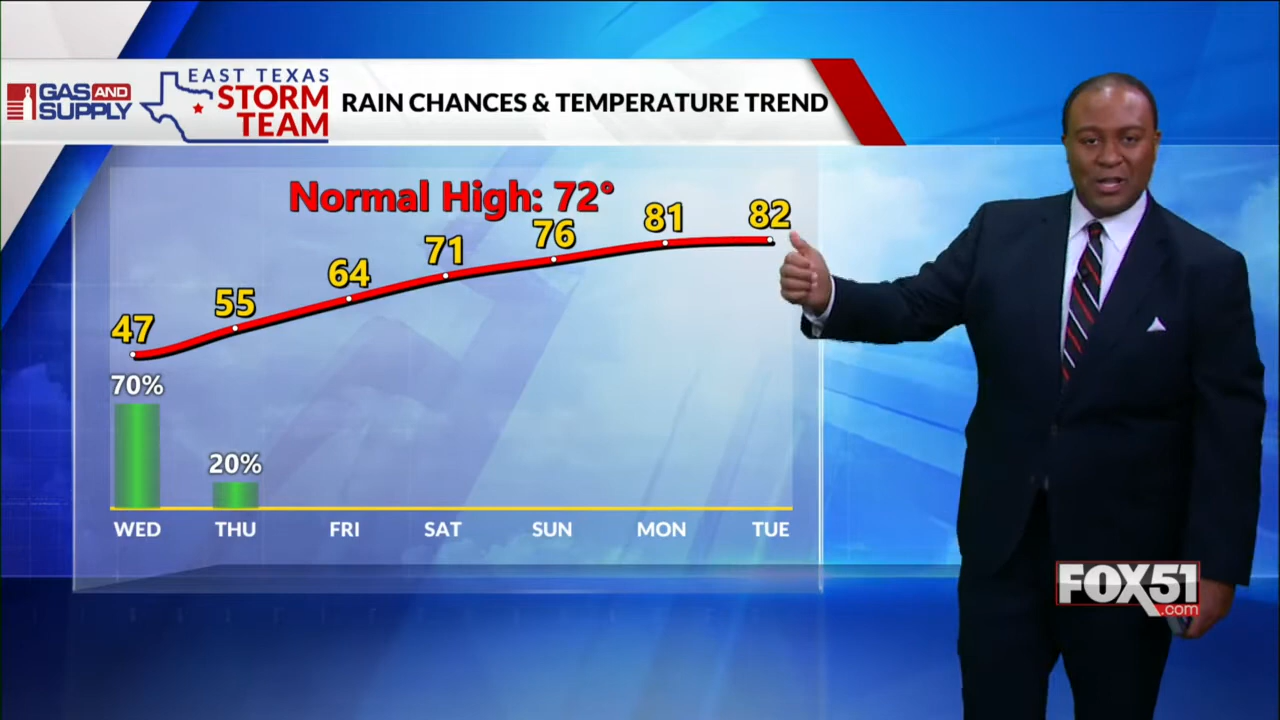 GAS AND
SUPPLY
EAST TEXAS
STORM
TEAM
RAIN CHANCES & TEMPERATURE TREND
Normal High: 72°
47 55 64 71 76 81 82
70% 20%
WED THU FRI SAT SUN MON TUE
FOX51
.com